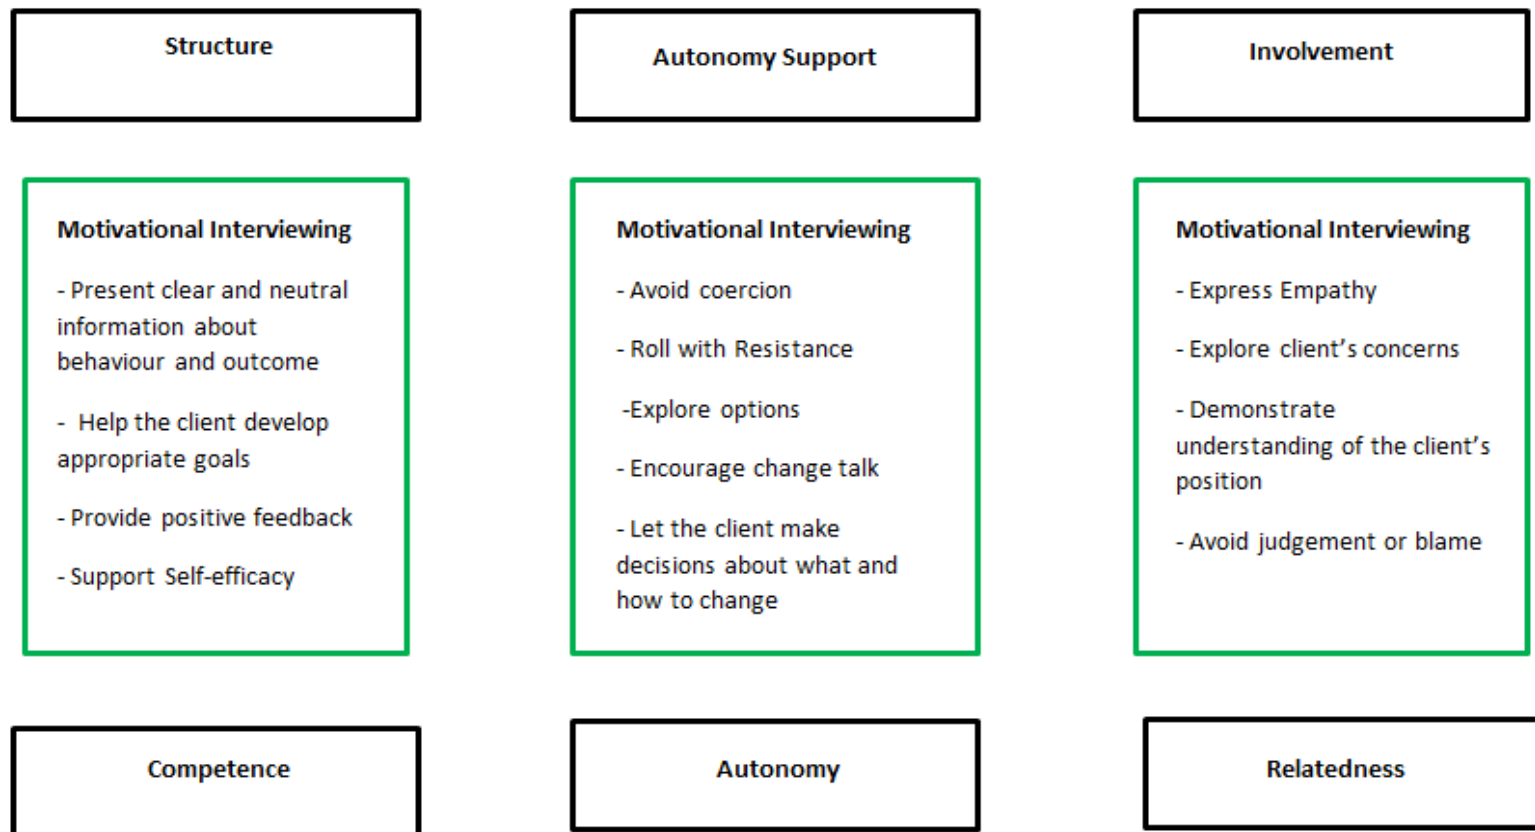 Structure
Autonomy Support
Involvement
Motivational Interviewing
- Present clear and neutral
information about
behaviour and outcome
- Help the client develop
appropriate goals
- Provide positive feedback
- Support Self-efficacy
Motivational Interviewing
- Avoid coercion
- Roll with Resistance
-Explore options
- Encourage change talk
- Let the client make
decisions about what and
how to change
Motivational Interviewing
- Express Empathy
- Explore client’s concerns
- Demonstrate
understanding of the client’s
position
- Avoid judgement or blame
Competence
Autonomy
Relatedness